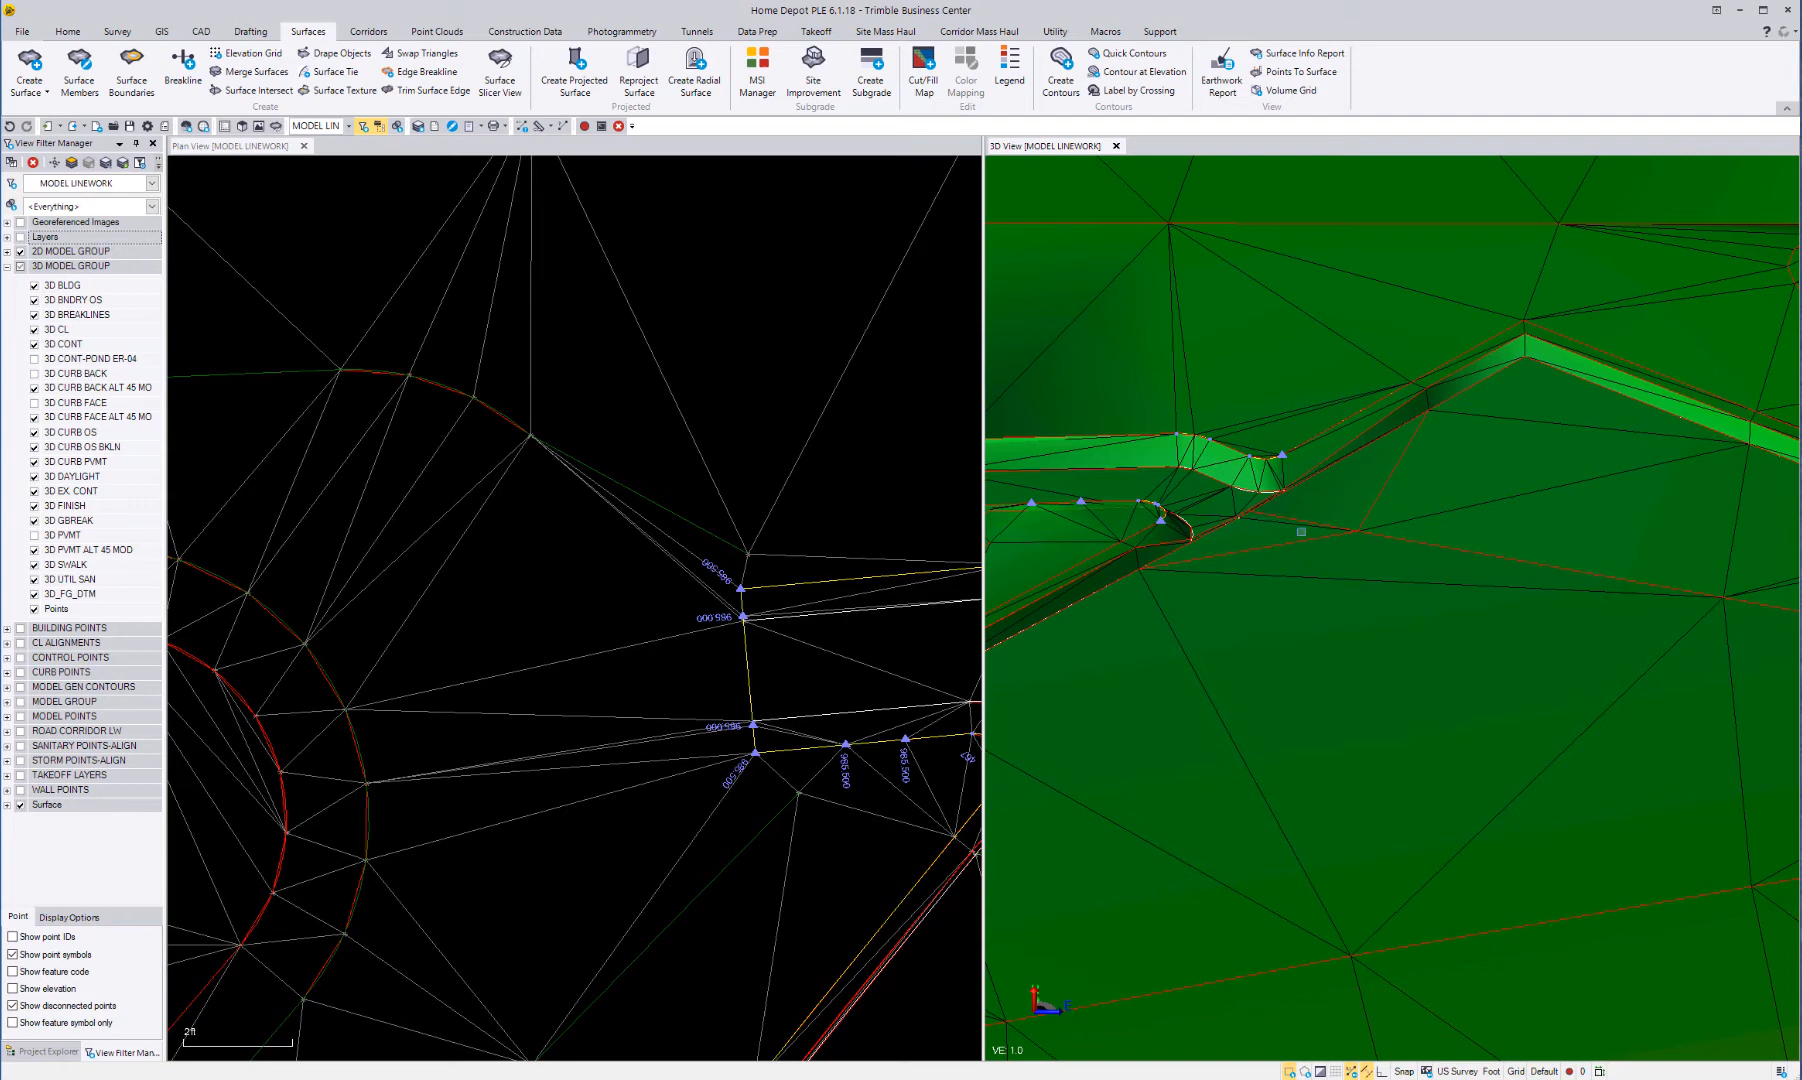 Home Depot PLE 6.1.18 - Trimble Business Center
File Home Survey GIS CAD Drafting Surfaces Corridors Point Clouds Construction Data Photogrammetry Tunnels Data Prep Takeoff Site Mass Haul Corridor Mass Haul Utility Macros Support
Create Surface
Surface Members
Surface Boundaries
Breakline
Elevation Grid
Merge Surfaces
Surface Intersect
Drape Objects
Surface Tie
Surface Texture
Swap Triangles
Edge Breakline
Trim Surface Edge
Surface Slicer View
Create
Create Projected Surface
Reproject Surface
Create Radial Surface
Projected
MSI Manager
Site Improvement
Create Subgrade
Subgrade
Cut/Fill Map
Color Mapping
Legend
Edit
Create Contours
Quick Contours
Contour at Elevation
Label by Crossing
Contours
Earthwork Report
Surface Info Report
Points To Surface
Volume Grid
View
MODEL LIN
View Filter Manager
Plan View [MODEL LINEWORK]
3D View [MODEL LINEWORK]
MODEL LINEWORK
<Everything>
Georeferenced Images
Layers
2D MODEL GROUP
3D MODEL GROUP
3D BLDG
3D BNDRY OS
3D BREAKLINES
3D CL
3D CONT
3D CONT-POND ER-04
3D CURB BACK
3D CURB BACK ALT 45 MO
3D CURB FACE
3D CURB FACE ALT 45 MO
3D CURB OS
3D CURB OS BKLN
3D CURB PVMT
3D DAYLIGHT
3D EX. CONT
3D FINISH
3D GBREAK
3D PVMT
3D PVMT ALT 45 MOD
3D SWALK
3D UTIL SAN
3D_FG_DTM
Points
BUILDING POINTS
CL ALIGNMENTS
CONTROL POINTS
CURB POINTS
MODEL GEN CONTOURS
MODEL GROUP
MODEL POINTS
ROAD CORRIDOR LW
SANITARY POINTS-ALIGN
STORM POINTS-ALIGN
TAKEOFF LAYERS
WALL POINTS
Surface
Point Display Options
Show point IDs
Show point symbols
Show feature code
Show elevation
Show disconnected points
Show feature symbol only
Project Explorer View Filter Man...
985.500
985.000
985.000
985.500
985.500
985.500
2ft
E
VE: 1.0
Snap US Survey Foot Grid Default 0